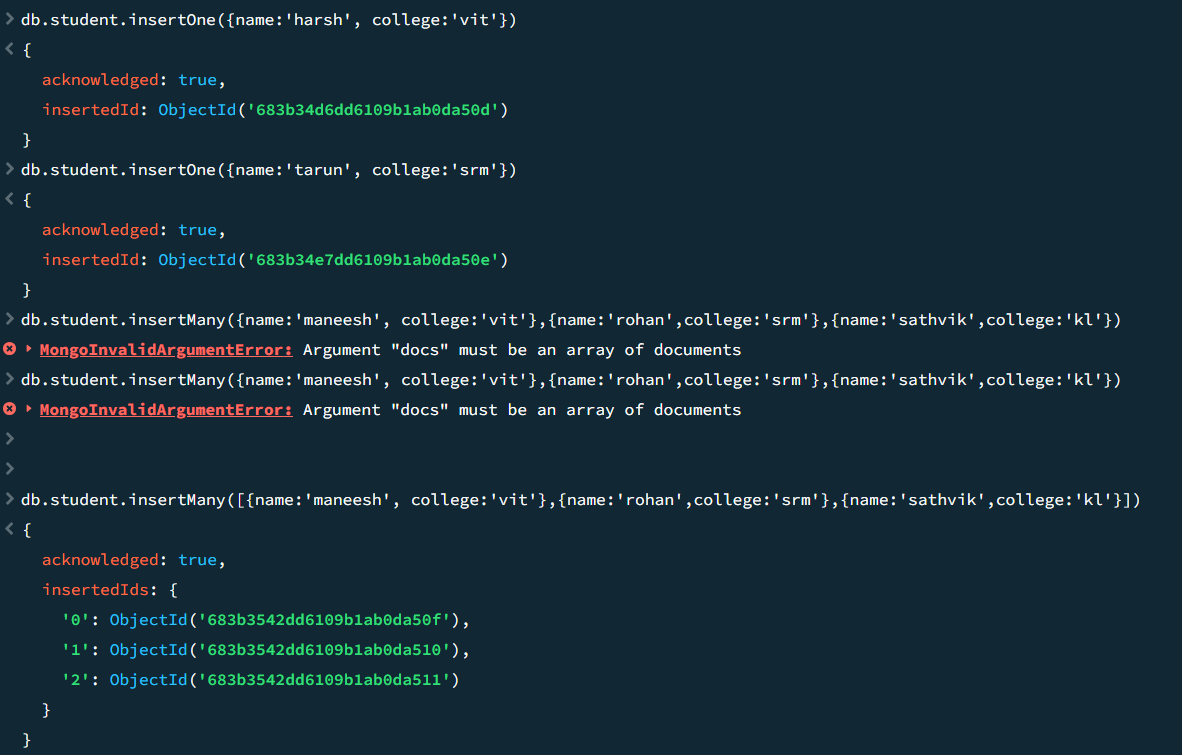 > db.student.insertOne({name:'harsh', college:'vit'})
< {
acknowledged: true,
insertedId: ObjectId('683b34d6dd6109b1ab0da50d')
}
> db.student.insertOne({name:'tarun', college:'srm'})
< {
acknowledged: true,
insertedId: ObjectId('683b34e7dd6109b1ab0da50e')
}
> db.student.insertMany({name:'maneesh', college:'vit'},{name:'rohan',college:'srm'},{name:'sathvik',college:'kl'})
MongoInvalidArgumentError: Argument "docs" must be an array of documents
> db.student.insertMany({name:'maneesh', college:'vit'},{name:'rohan',college:'srm'},{name:'sathvik',college:'kl'})
MongoInvalidArgumentError: Argument "docs" must be an array of documents
>
>
> db.student.insertMany([{name:'maneesh', college:'vit'},{name:'rohan',college:'srm'},{name:'sathvik',college:'kl'}])
< {
acknowledged: true,
insertedIds: {
'0': ObjectId('683b3542dd6109b1ab0da50f'),
'1': ObjectId('683b3542dd6109b1ab0da510'),
'2': ObjectId('683b3542dd6109b1ab0da511')
}
}